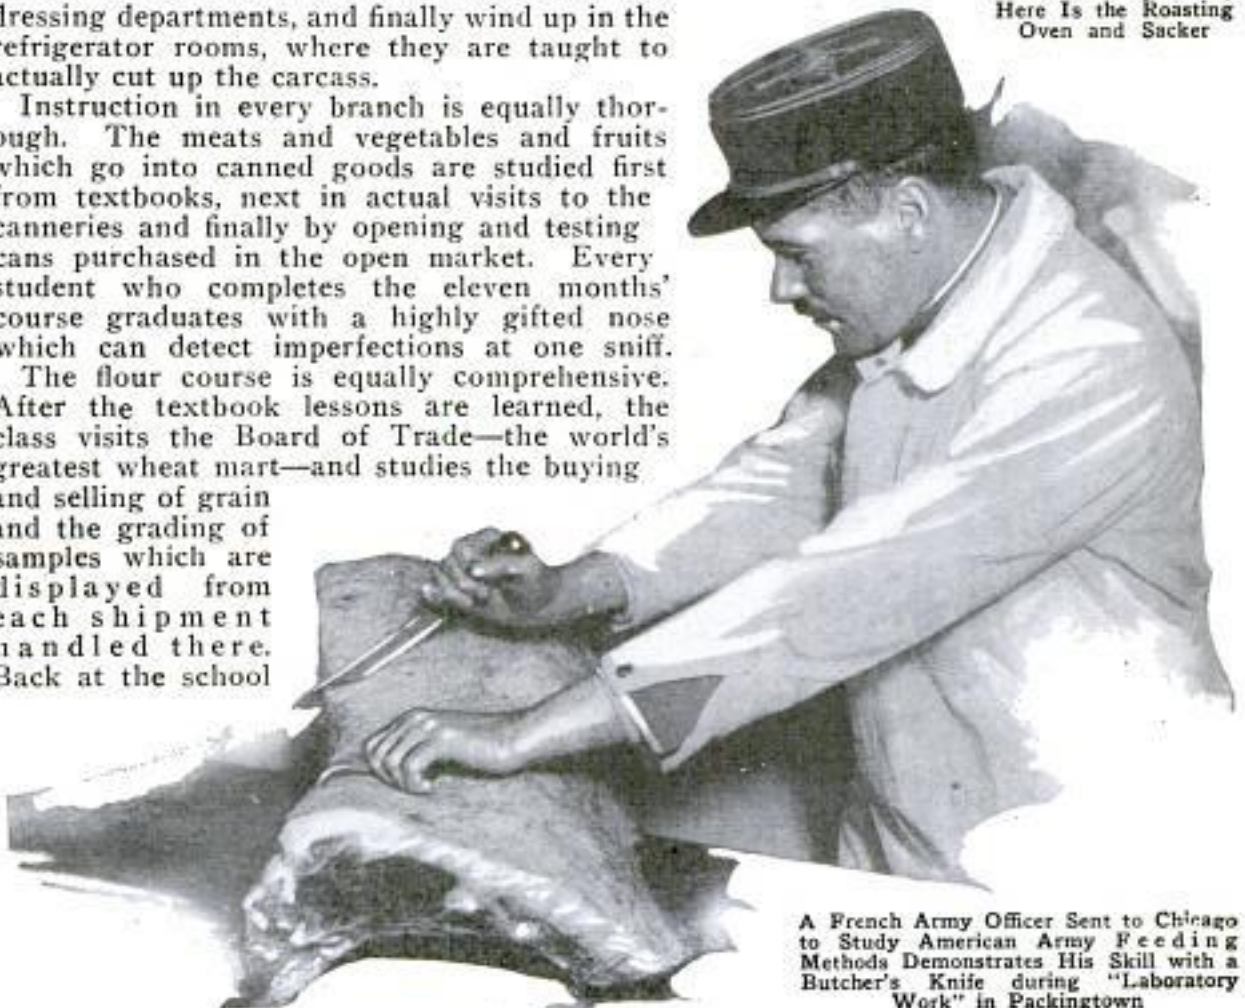 dressing departments, and finally wind up in the
refrigerator rooms, where they are taught to
actually cut up the carcass.
Instruction in every branch is equally thor-
ough. The meats and vegetables and fruits
which go into canned goods are studied first
from textbooks, next in actual visits to the
canneries and finally by opening and testing
cans purchased in the open market. Every
student who completes the eleven months'
course graduates with a highly gifted nose
which can detect imperfections at one sniff.
The flour course is equally comprehensive.
After the textbook lessons are learned, the
class visits the Board of Trade—the world's
greatest wheat mart—and studies the buying
and selling of grain
and the grading of
samples which are
displayed from
each shipment
handled there.
Back at the school
Here Is the Roasting
Oven and Sacker
A French Army Officer Sent to Chicago
to Study American Army Feeding
Methods Demonstrates His Skill with a
Butcher's Knife during "Laboratory
Work" in Packingtown